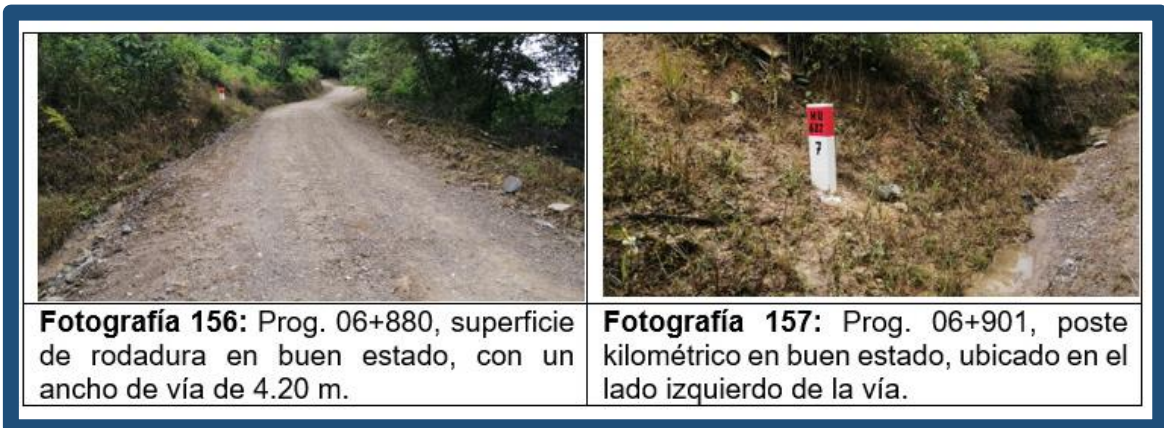 HU
622
7
Fotografía 156: Prog. 06+880, superficie
de rodadura en buen estado, con un
ancho de vía de 4.20 m.
Fotografía 157: Prog. 06+901, poste
kilométrico en buen estado, ubicado en el
lado izquierdo de la vía.